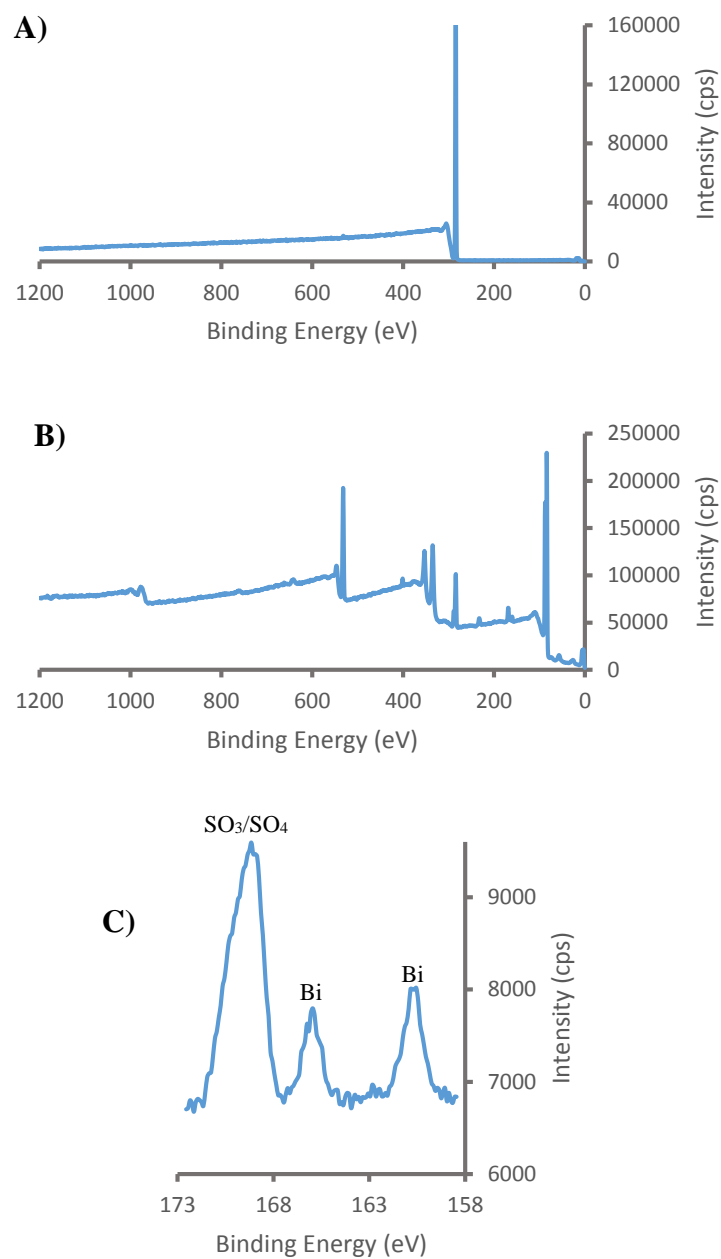 A)
160000
120000
80000
40000
0
Intensity (cps)
1200 1000 800 600 400 200 0
Binding Energy (eV)
B)
250000
200000
150000
100000
50000
0
Intensity (cps)
1200 1000 800 600 400 200 0
Binding Energy (eV)
SO₃/SO₄
C)
Bi
Bi
9000
8000
7000
6000
Intensity (cps)
173 168 163 158
Binding Energy (eV)